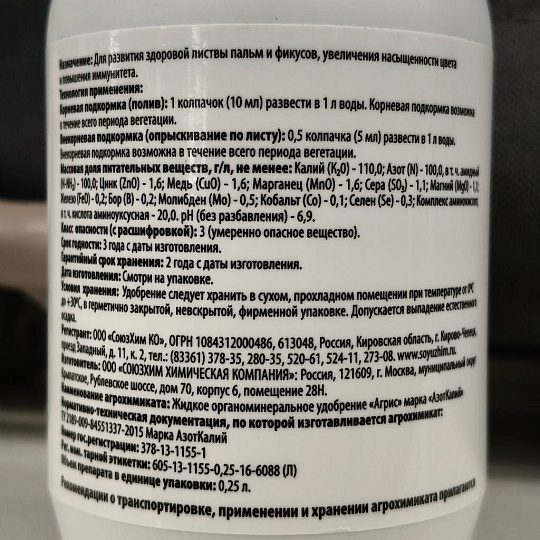 Назначение: Для развития здоровой листвы пальм и фикусов, увеличения насыщенности цвета
и повышения иммунитета.
Технология применения:
Корневая подкормка (полив): 1 колпачок (10 мл) развести в 1 л воды. Корневая подкормка возможна
в течение всего периода вегетации.
Внекорневая подкормка (опрыскивание по листу): 0,5 колпачка (5 мл) развести в 1 л воды.
Внекорневая подкормка возможна в течение всего периода вегетации.
Массовая доля питательных веществ, г/л, не менее: Калий (K₂O) - 110,0; Азот (N) - 100,0, в т. ч. амидный
(N-NH₂) - 100,0; Цинк (ZnO) - 1,6; Медь (CuO) - 1,6; Марганец (MnO) - 1,6; Сера (SO₃) - 1,1; Магний (MgO) - 1,1;
Железо (FeO) - 0,2; Бор (B) - 0,2; Молибден (Mo) - 0,5; Кобальт (Co) - 0,1; Селен (Se) - 0,3; Комплекс аминокислот,
в т. ч. кислота аминоуксусная - 20,0. pH (без разбавления) - 6,9.
Класс опасности (с расшифровкой): 3 (умеренно опасное вещество).
Срок годности: 3 года с даты изготовления.
Гарантийный срок хранения: 2 года с даты изготовления.
Дата изготовления: Смотри на упаковке.
Условия хранения: Удобрение следует хранить в сухом, прохладном помещении при температуре от 0°С
до +30°С, в герметично закрытой, невскрытой, фирменной упаковке. Допускается выпадение естественного
осадка.
Регистрант: ООО «СоюзХим КО», ОГРН 1084312000486, 613048, Россия, Кировская область, г. Кирово-Чепецк,
проезд Западный, д. 11, к. 2, тел.: (83361) 378-35, 280-35, 520-61, 524-11, 273-08. www.soyuzhim.ru.
Изготовитель: ООО «СОЮЗХИМ ХИМИЧЕСКАЯ КОМПАНИЯ»: Россия, 121609, г. Москва, муниципальный округ
Крылатское, Рублевское шоссе, дом 70, корпус 6, помещение 28Н.
Наименование агрохимиката: Жидкое органоминеральное удобрение «Агрис» марка «АзотКалий»
Нормативно-техническая документация, по которой изготавливается агрохимикат:
ТУ 2189-009-84551337-2015 Марка АзотКалий
Номер гос.регистрации: 378-13-1155-1
Рег. ном. тарной этикетки: 605-13-1155-0,25-16-6088 (Л)
Объем препарата в единице упаковки: 0,25 л.
Рекомендации о транспортировке, применении и хранении агрохимиката прилагаются